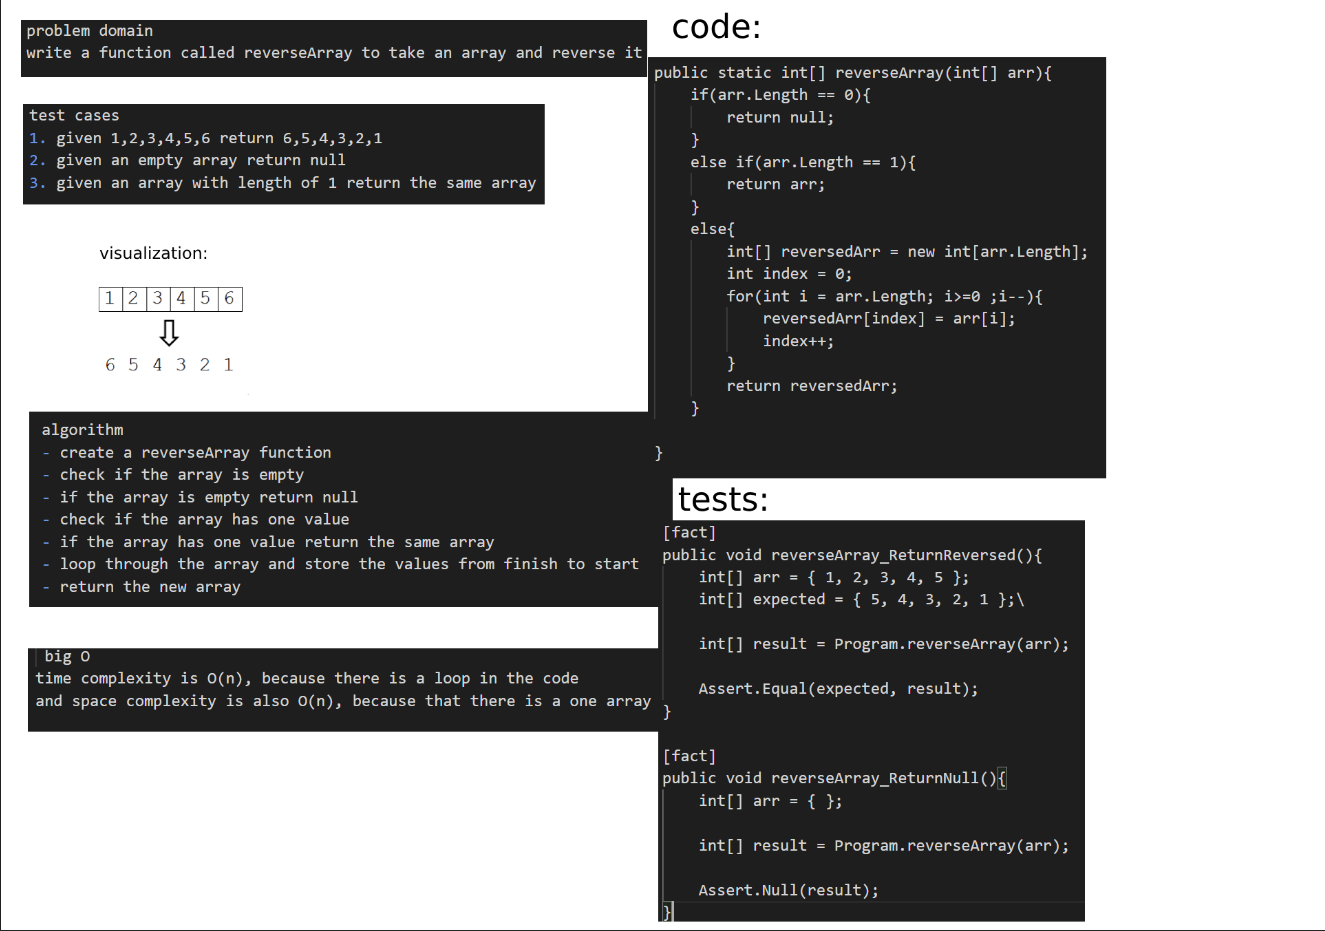 problem domain
write a function called reverseArray to take an array and reverse it
test cases
1. given 1,2,3,4,5,6 return 6,5,4,3,2,1
2. given an empty array return null
3. given an array with length of 1 return the same array
visualization:
1 2 3 4 5 6
6 5 4 3 2 1
algorithm
- create a reverseArray function
- check if the array is empty
- if the array is empty return null
- check if the array has one value
- if the array has one value return the same array
- loop through the array and store the values from finish to start
- return the new array
big O
time complexity is O(n), because there is a loop in the code
and space complexity is also O(n), because that there is a one array
code:
public static int[] reverseArray(int[] arr){
if(arr.Length == 0){
return null;
}
else if(arr.Length == 1){
return arr;
}
else{
int[] reversedArr = new int[arr.Length];
int index = 0;
for(int i = arr.Length; i>=0 ;i--){
reversedArr[index] = arr[i];
index++;
}
return reversedArr;
}
}
tests:
[fact]
public void reverseArray_ReturnReversed(){
int[] arr = { 1, 2, 3, 4, 5 };
int[] expected = { 5, 4, 3, 2, 1 };\
int[] result = Program.reverseArray(arr);
Assert.Equal(expected, result);
}
[fact]
public void reverseArray_ReturnNull(){
int[] arr = { };
int[] result = Program.reverseArray(arr);
Assert.Null(result);
}